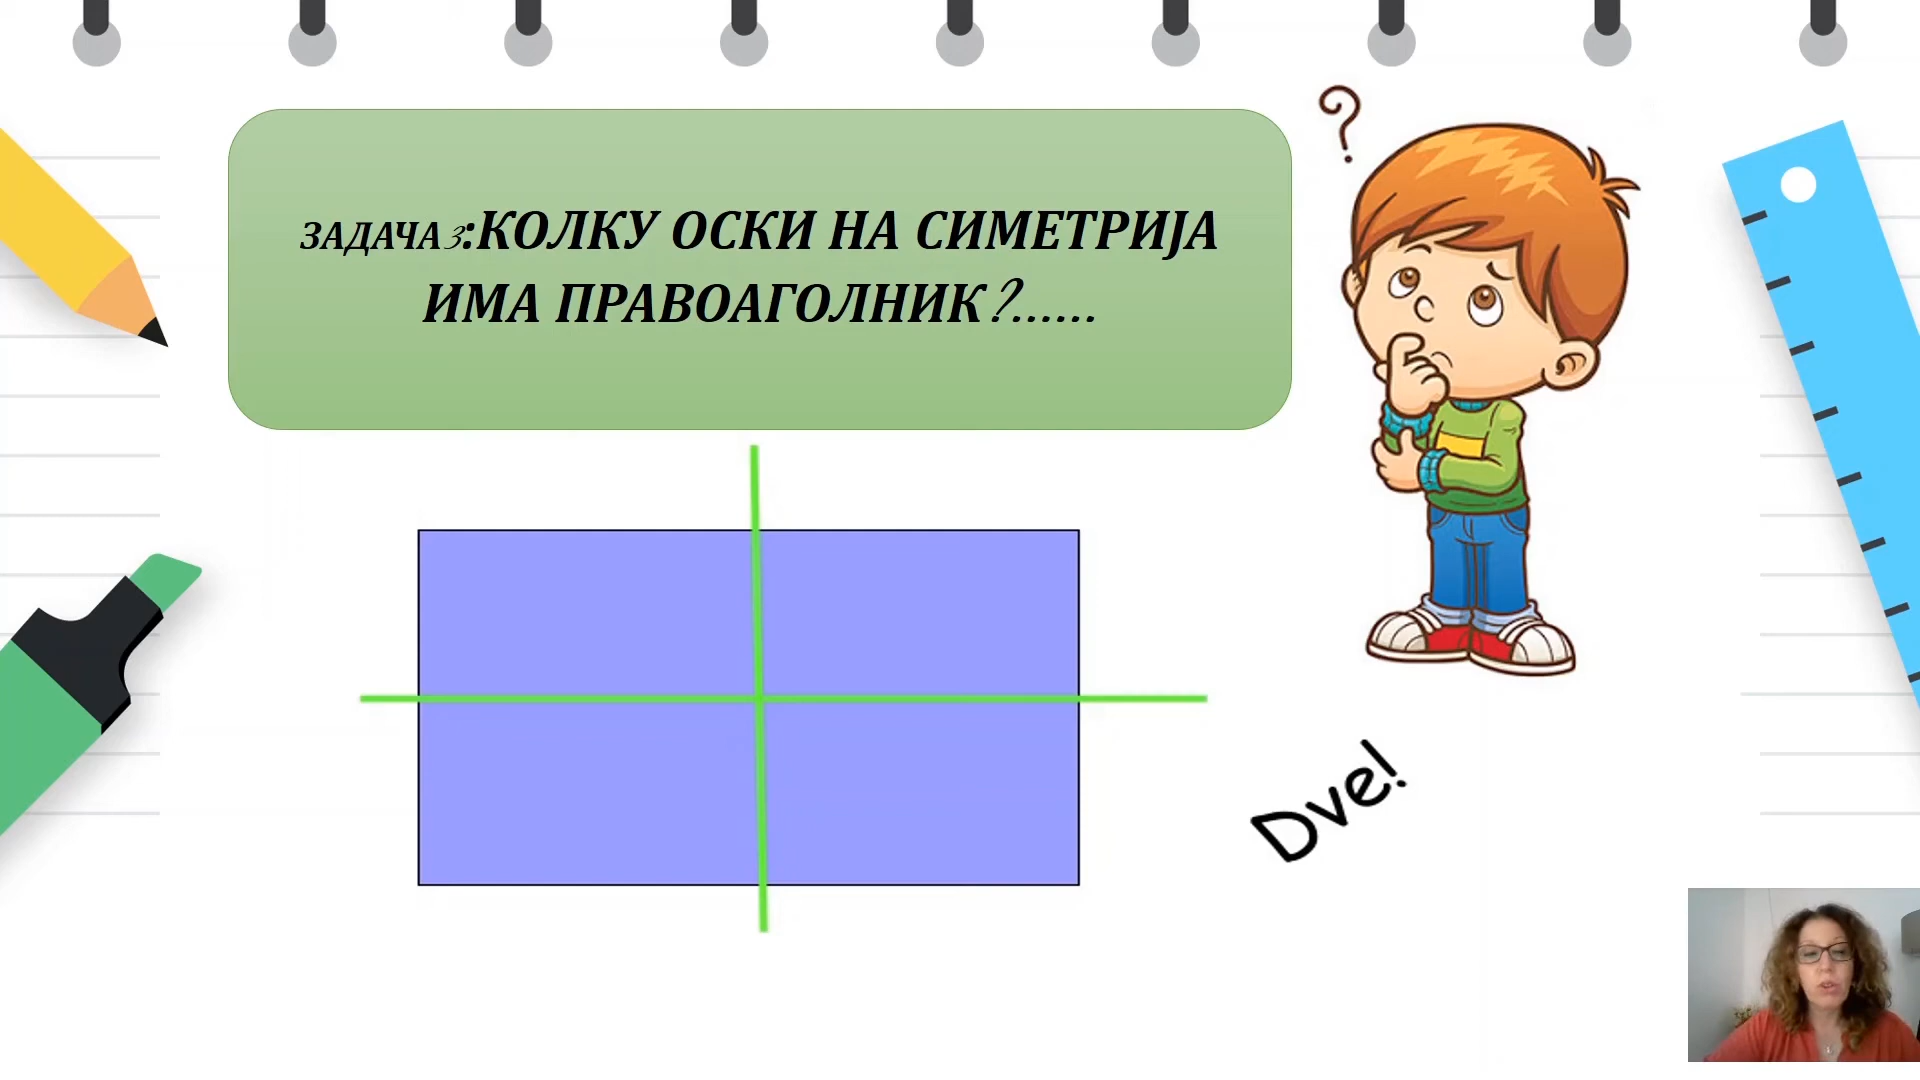 ЗАДАЧА 3:КОЛКУ ОСКИ НА СИМЕТРИЈА
ИМА ПРАВОАГОЛНИК?......
?
Dve!